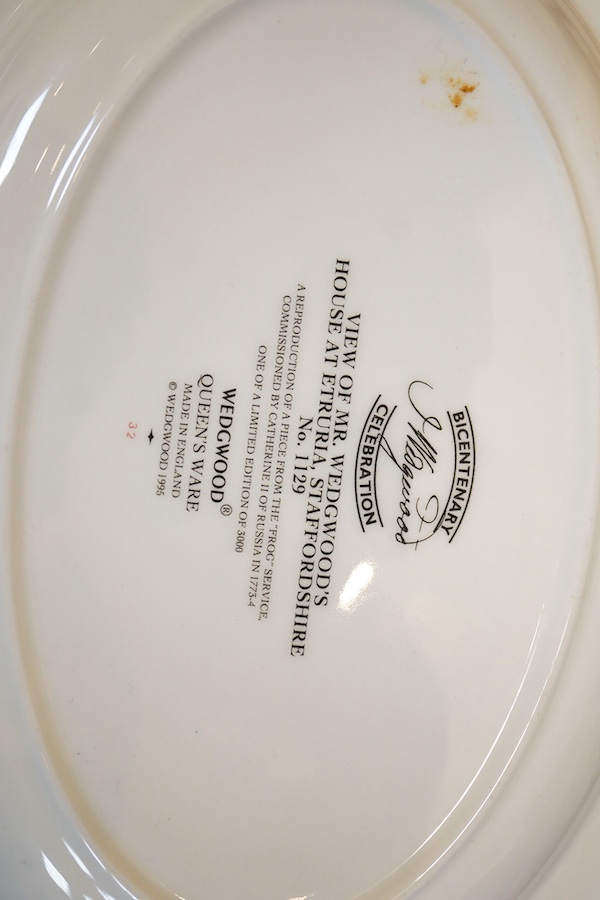 BICENTENARY
J Wedgwood
CELEBRATION
VIEW OF MR. WEDGWOOD'S
HOUSE AT ETRURIA, STAFFORDSHIRE
No. 1129
A REPRODUCTION OF A PIECE FROM THE "FROG" SERVICE,
COMMISSIONED BY CATHERINE II OF RUSSIA IN 1773-4
ONE OF A LIMITED EDITION OF 3000
WEDGWOOD®
QUEEN'S WARE
MADE IN ENGLAND
© WEDGWOOD 1995
32